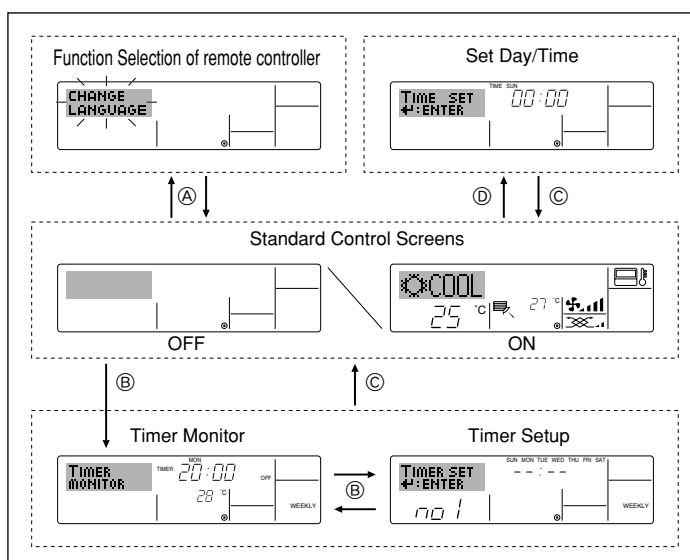 Function Selection of remote controller
CHANGE
LANGUAGE
Set Day/Time
TIME SUN
TIME SET 00:00
↵:ENTER
Ⓐ
Ⓓ Ⓒ
Standard Control Screens
OFF
COOL
25 °C 27 °C
ON
Ⓑ Ⓒ
Timer Monitor
MON
TIMER TIMER 20:00 OFF
MONITOR
28 °C
WEEKLY
Ⓑ
Timer Setup
SUN MON TUE WED THU FRI SAT
TIMER SET --:--
↵:ENTER
no 1 WEEKLY